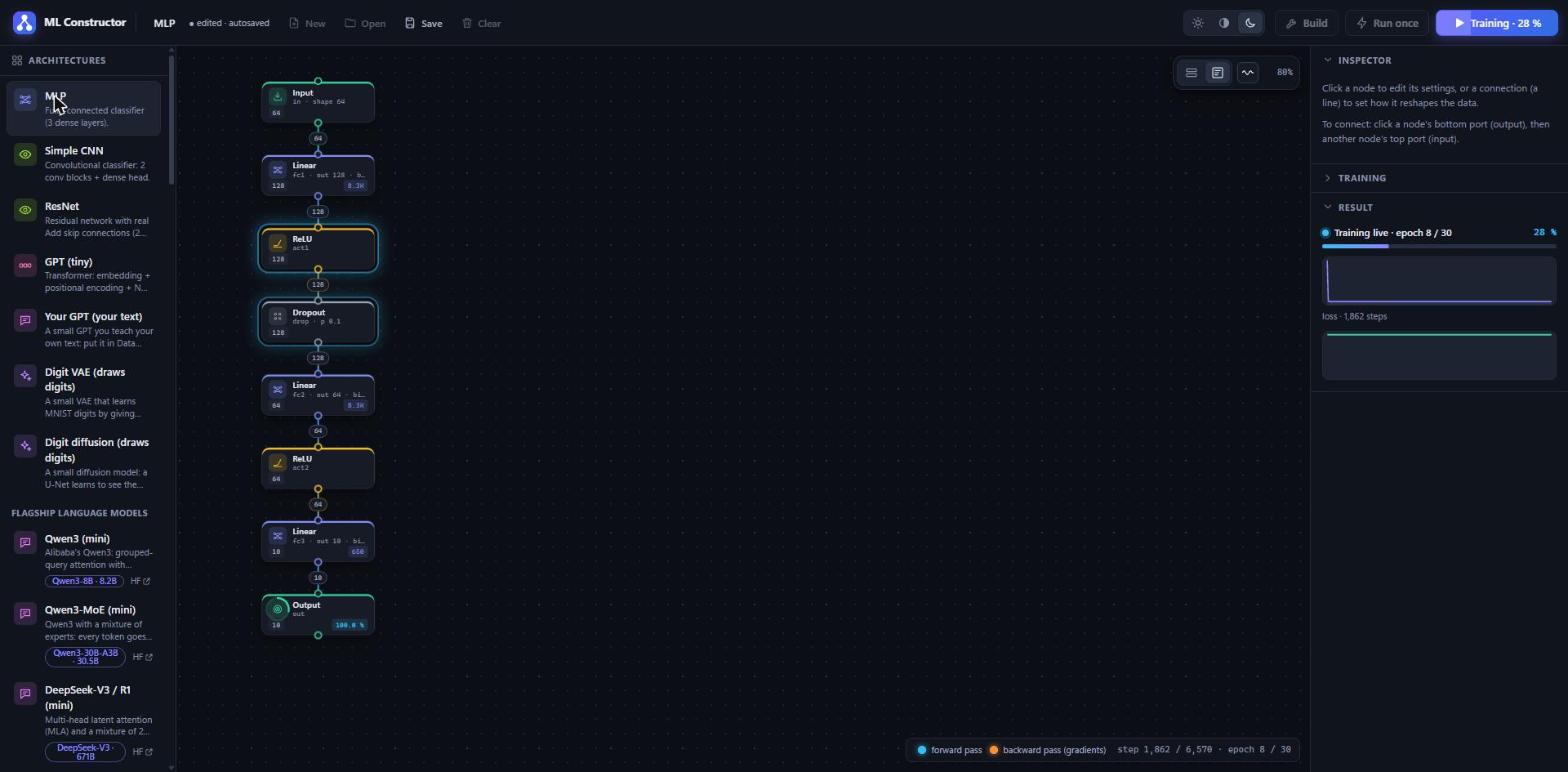 ML Constructor
MLP
edited · autosaved
New
Open
Save
Clear
Build
Run once
Training · 28 %
ARCHITECTURES
MLP
connected classifier
(3 dense layers).
Simple CNN
Convolutional classifier: 2
conv blocks + dense head.
ResNet
Residual network with real
Add skip connections (2...
GPT (tiny)
Transformer: embedding +
positional encoding + N...
Your GPT (your text)
A small GPT you teach your
own text: put it in Data...
Digit VAE (draws
digits)
A small VAE that learns
MNIST digits by giving...
Digit diffusion (draws
digits)
A small diffusion model: a
U-Net learns to see the...
FLAGSHIP LANGUAGE MODELS
Qwen3 (mini)
Alibaba's Qwen3: grouped-
query attention with...
Qwen3-8B · 8.2B
HF
Qwen3-MoE (mini)
Qwen3 with a mixture of
experts: every token goes...
Qwen3-30B-A3B
· 30.5B
HF
DeepSeek-V3 / R1
(mini)
Multi-head latent attention
(MLA) and a mixture of 2...
DeepSeek-V3 ·
671B
HF
Input
in · shape 64
64
64
Linear
fc1 · out 128 · b…
128
8.3K
128
ReLU
act1
128
128
Dropout
drop · p 0.1
128
128
Linear
fc2 · out 64 · bi…
64
8.3K
64
ReLU
act2
64
64
Linear
fc3 · out 10 · bi…
10
650
10
Output
out
10
100.0 %
80%
forward pass
backward pass (gradients)
step 1,862 / 6,570 · epoch 8 / 30
INSPECTOR
Click a node to edit its settings, or a connection (a
line) to set how it reshapes the data.
To connect: click a node's bottom port (output), then
another node's top port (input).
TRAINING
RESULT
Training live · epoch 8 / 30
28 %
loss · 1,862 steps